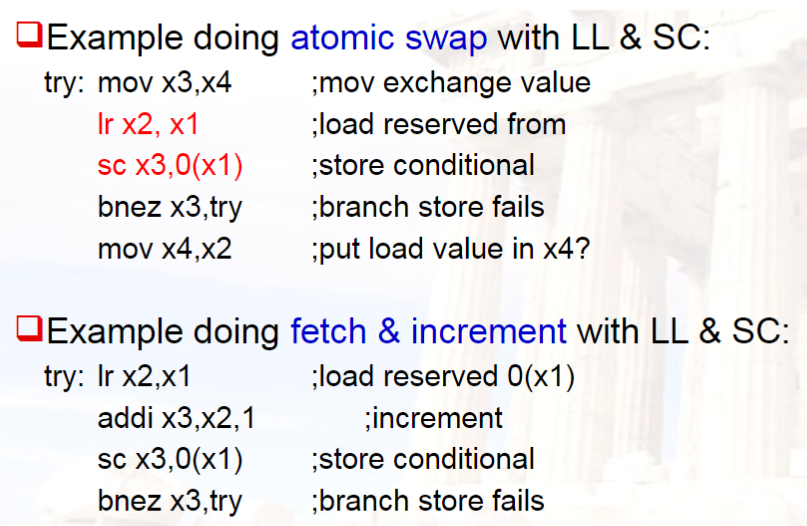 Example doing atomic swap with LL & SC:
try: mov x3,x4 ;mov exchange value
lr x2, x1 ;load reserved from
sc x3,0(x1) ;store conditional
bnez x3,try ;branch store fails
mov x4,x2 ;put load value in x4?
Example doing fetch & increment with LL & SC:
try: lr x2,x1 ;load reserved 0(x1)
addi x3,x2,1 ;increment
sc x3,0(x1) ;store conditional
bnez x3,try ;branch store fails